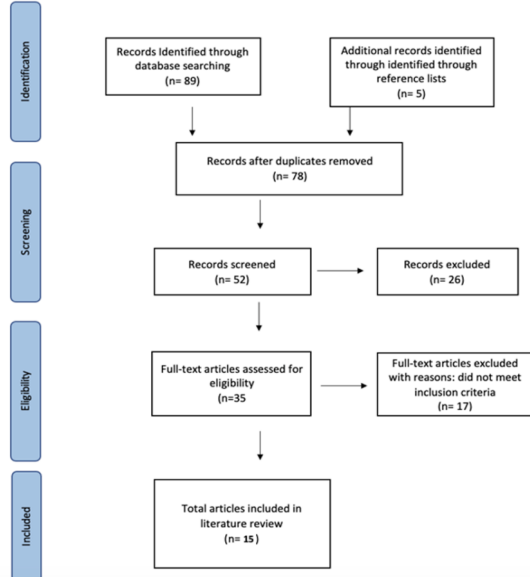 Identification
Records Identified through
database searching
(n= 89)
Additional records identified
through identified through
reference lists
(n= 5)
Records after duplicates removed
(n= 78)
Screening
Records screened
(n= 52)
Records excluded
(n= 26)
Eligibility
Full-text articles assessed for
eligibility
(n=35
Full-text articles excluded
with reasons: did not meet
inclusion criteria
(n= 17)
Included
Total articles included in
literature review
(n= 15)